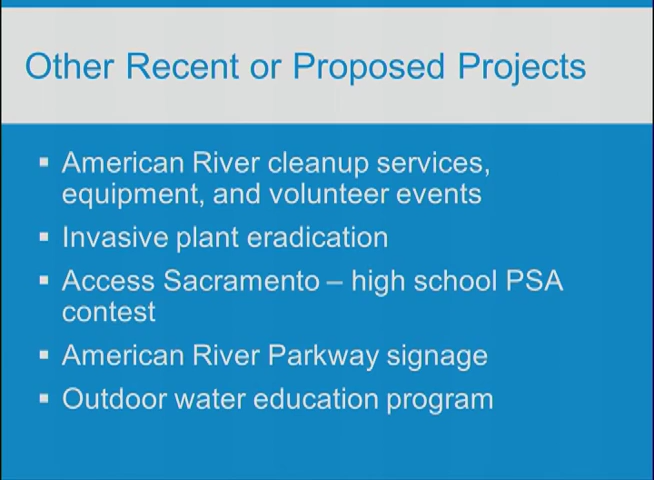 Other Recent or Proposed Projects
▪ American River cleanup services,
equipment, and volunteer events
▪ Invasive plant eradication
▪ Access Sacramento – high school PSA
contest
▪ American River Parkway signage
▪ Outdoor water education program